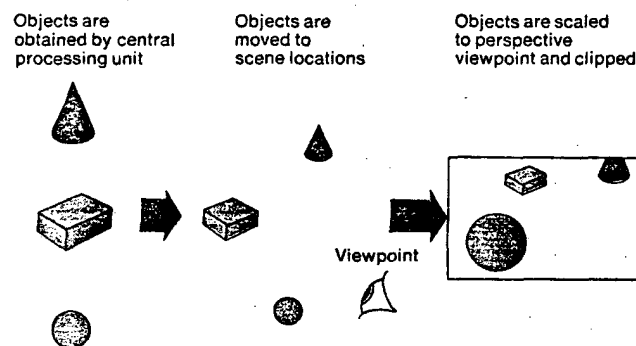 Objects are
obtained by central
processing unit
Objects are
moved to
scene locations
Objects are scaled
to perspective
viewpoint and clipped
Viewpoint